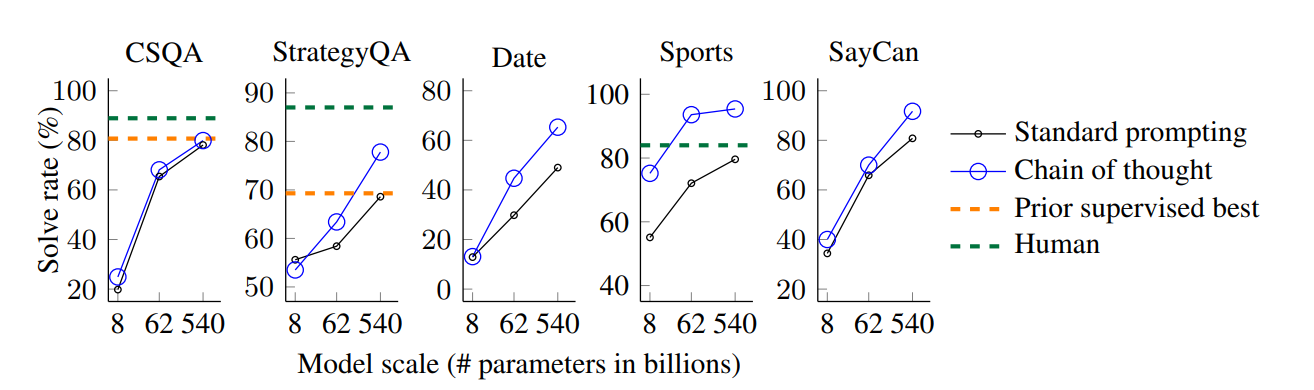 CSQA StrategyQA Date Sports SayCan
Solve rate (%)
100
80
60
40
20
8 62 540
90
80
70
60
50
8 62 540
80
60
40
20
0
8 62 540
100
80
60
40
8 62 540
100
80
60
40
20
8 62 540
Model scale (# parameters in billions)
Standard prompting
Chain of thought
Prior supervised best
Human